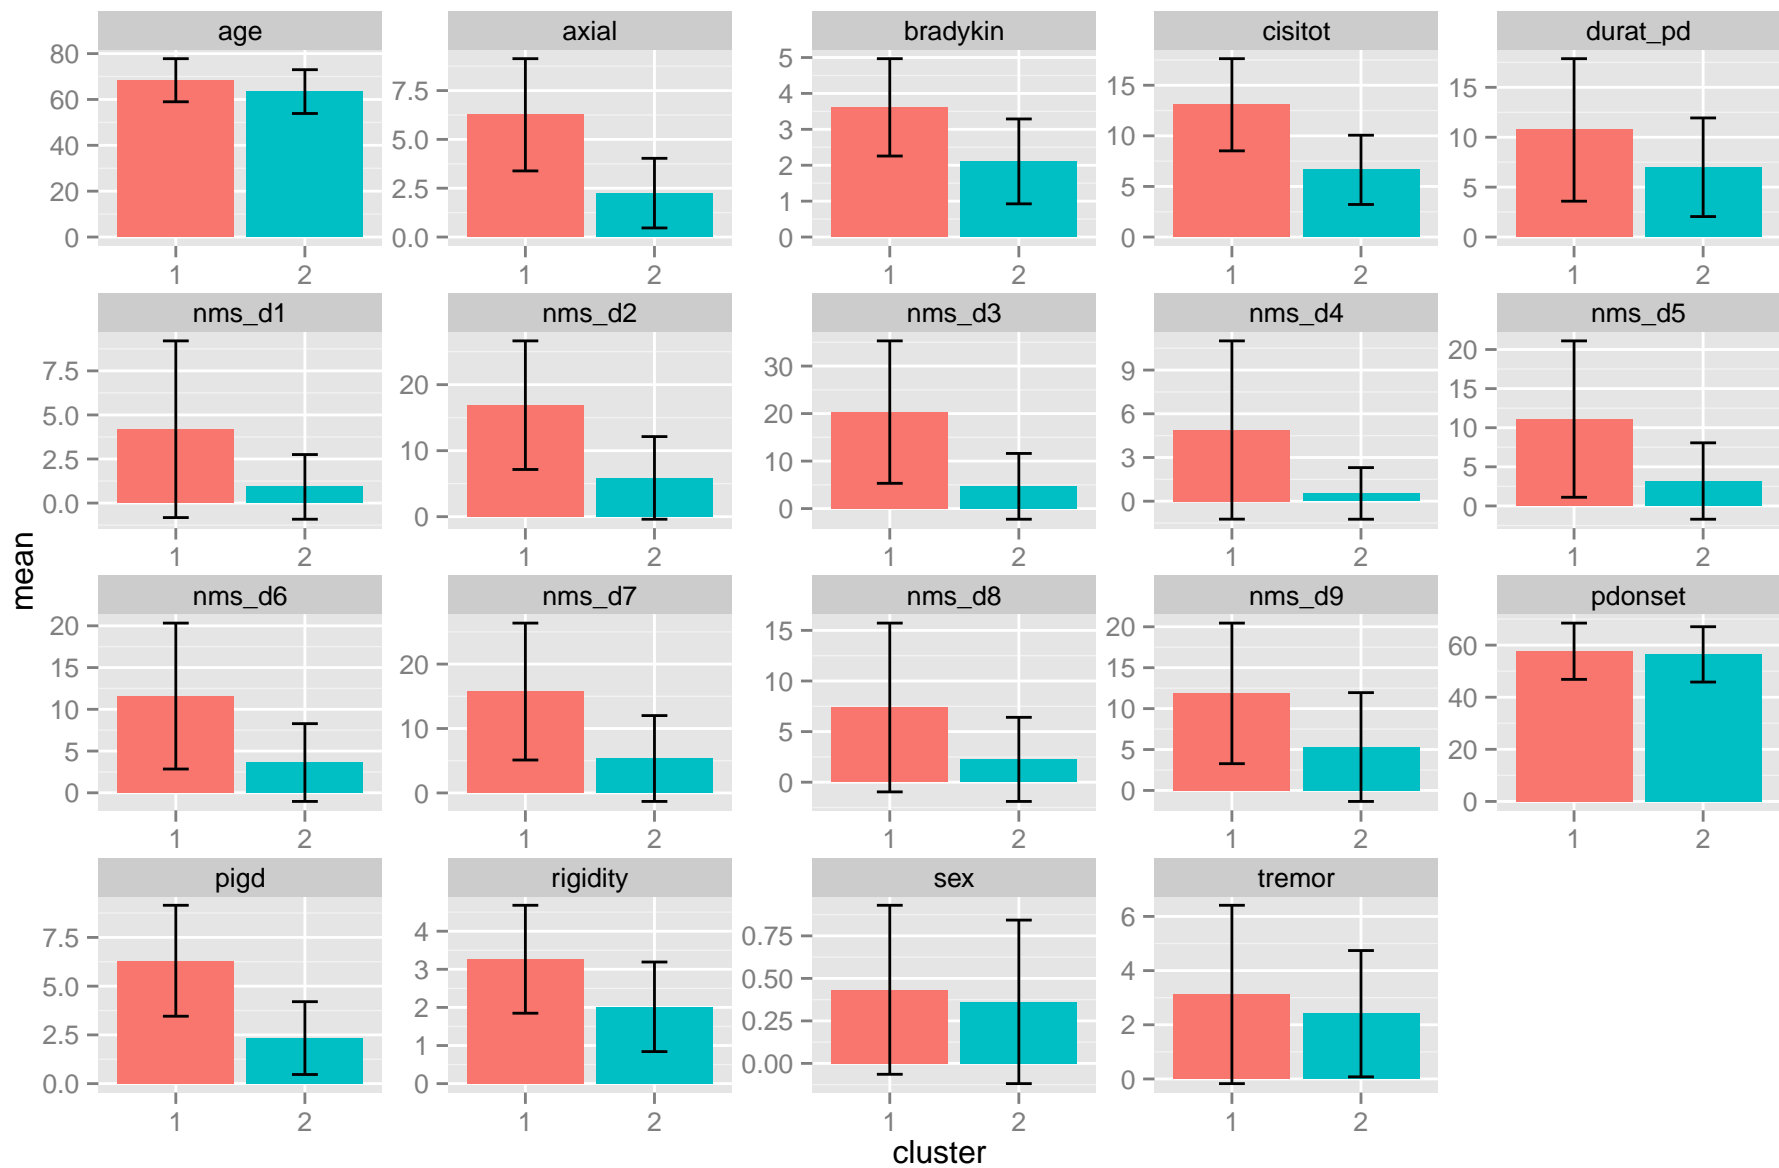 age axial bradykin cisitot durat_pd
80 60 40 20 0
7.5 5.0 2.5 0.0
5 4 3 2 1 0
15 10 5 0
15 10 5 0
1 2 1 2 1 2 1 2 1 2
nms_d1 nms_d2 nms_d3 nms_d4 nms_d5
7.5 5.0 2.5 0.0
20 10 0
30 20 10 0
9 6 3 0
20 15 10 5 0
1 2 1 2 1 2 1 2 1 2
mean
nms_d6 nms_d7 nms_d8 nms_d9 pdonset
20 15 10 5 0
20 10 0
15 10 5 0
20 15 10 5 0
60 40 20 0
1 2 1 2 1 2 1 2 1 2
pigd rigidity sex tremor
7.5 5.0 2.5 0.0
4 3 2 1 0
0.75 0.50 0.25 0.00
6 4 2 0
1 2 1 2 1 2 1 2
cluster